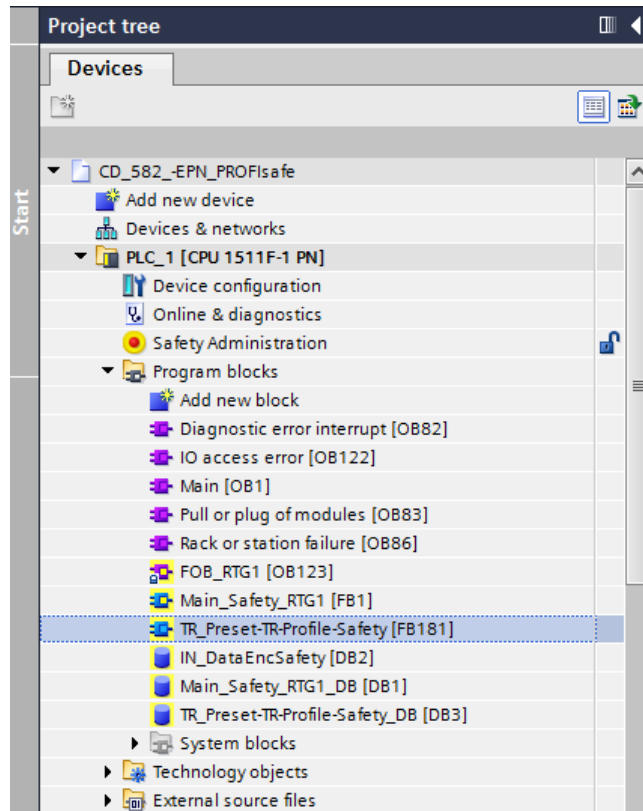 Project tree
Devices
Start
CD_582_-EPN_PROFIsafe
Add new device
Devices & networks
PLC_1 [CPU 1511F-1 PN]
Device configuration
Online & diagnostics
Safety Administration
Program blocks
Add new block
Diagnostic error interrupt [OB82]
IO access error [OB122]
Main [OB1]
Pull or plug of modules [OB83]
Rack or station failure [OB86]
FOB_RTG1 [OB123]
Main_Safety_RTG1 [FB1]
TR_Preset-TR-Profile-Safety [FB181]
IN_DataEncSafety [DB2]
Main_Safety_RTG1_DB [DB1]
TR_Preset-TR-Profile-Safety_DB [DB3]
System blocks
Technology objects
External source files